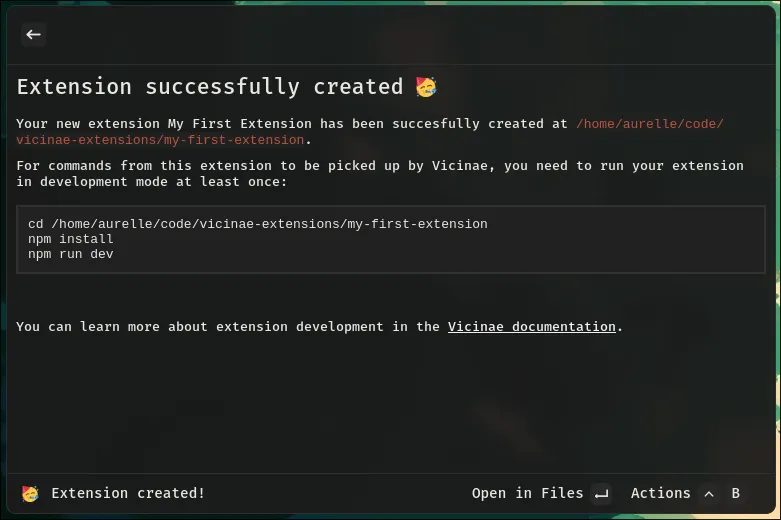 Extension successfully created 🥳
Your new extension My First Extension has been succesfully created at /home/aurelle/code/
vicinae-extensions/my-first-extension.
For commands from this extension to be picked up by Vicinae, you need to run your extension
in development mode at least once:
cd /home/aurelle/code/vicinae-extensions/my-first-extension
npm install
npm run dev
You can learn more about extension development in the Vicinae documentation.
🥳 Extension created! Open in Files Actions B